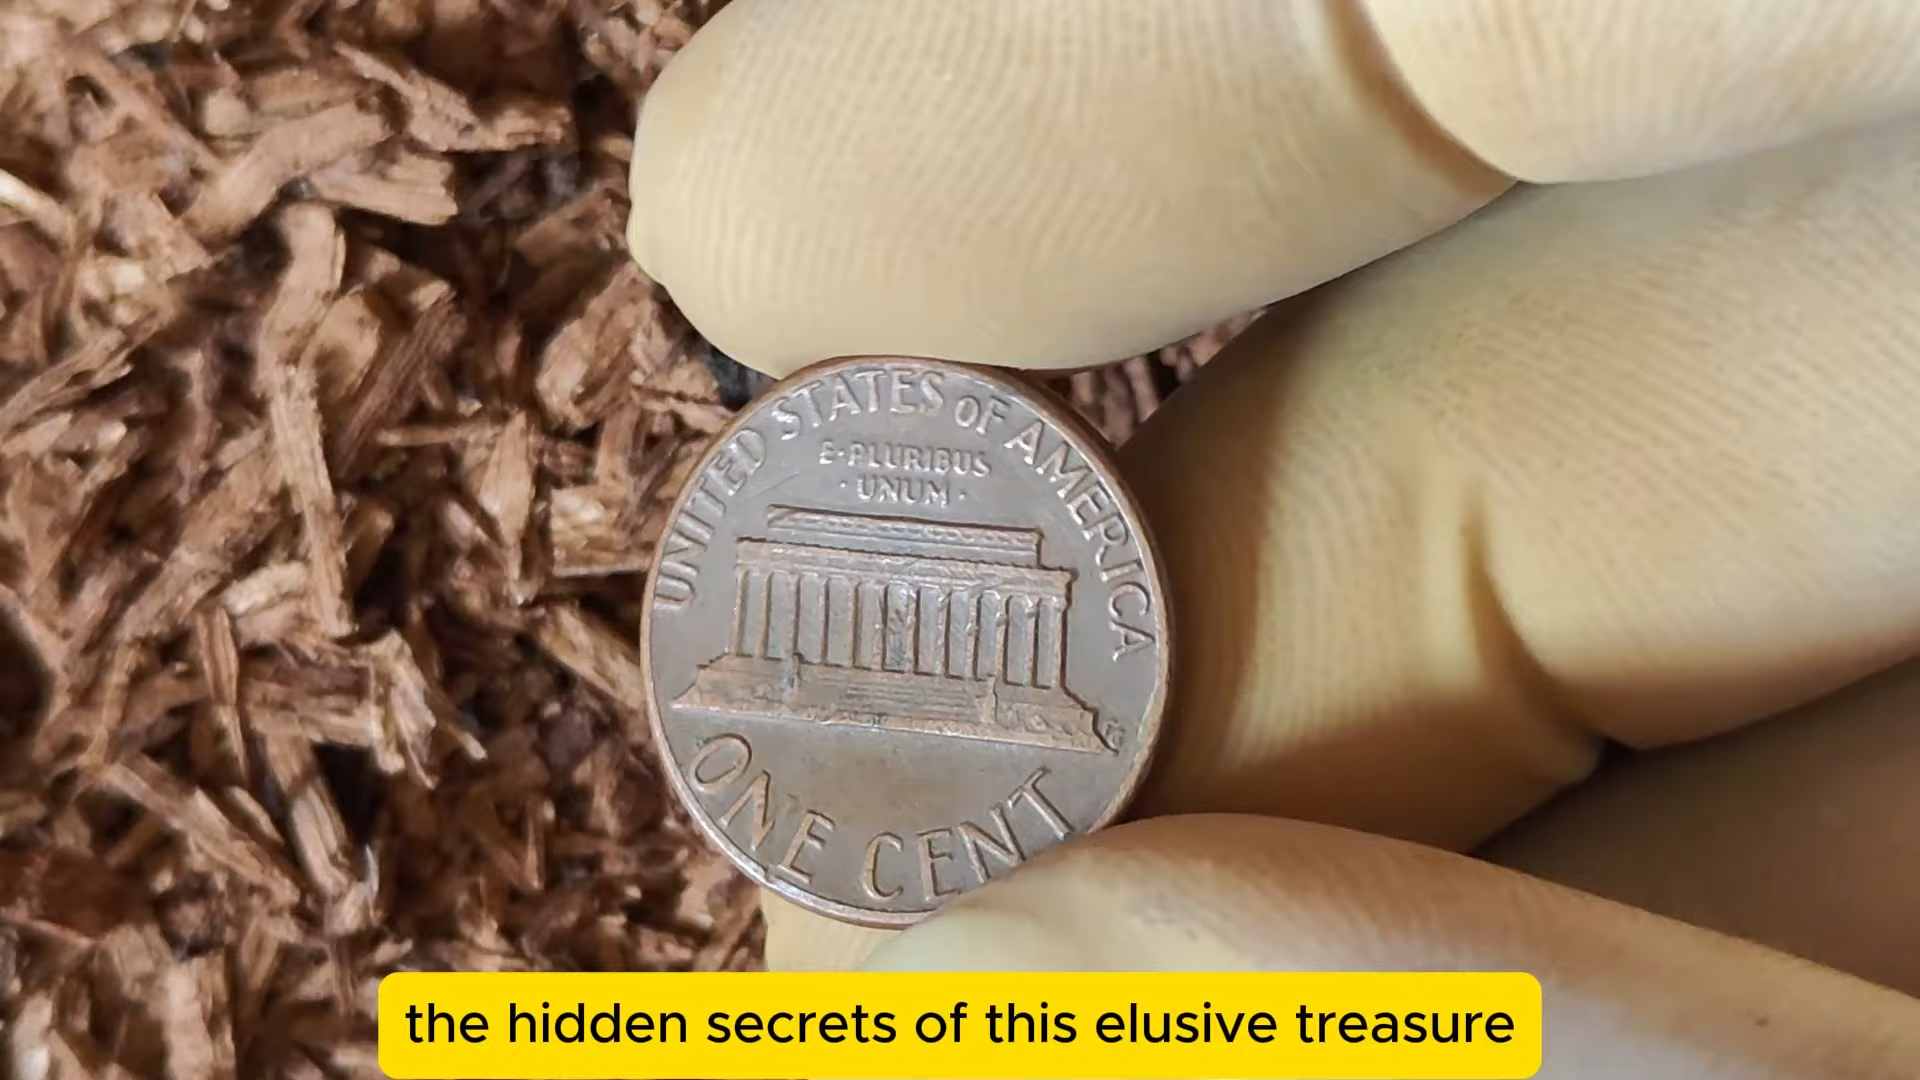 UNITED STATES OF AMERICA
E·PLURIBUS
·UNUM·
ONE CENT
the hidden secrets of this elusive treasure